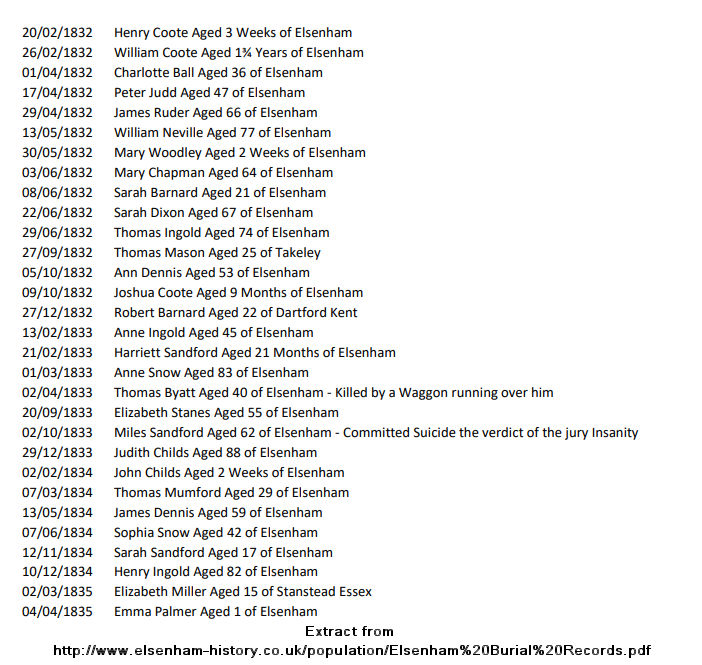 20/02/1832 Henry Coote Aged 3 Weeks of Elsenham
26/02/1832 William Coote Aged 1¾ Years of Elsenham
01/04/1832 Charlotte Ball Aged 36 of Elsenham
17/04/1832 Peter Judd Aged 47 of Elsenham
29/04/1832 James Ruder Aged 66 of Elsenham
13/05/1832 William Neville Aged 77 of Elsenham
30/05/1832 Mary Woodley Aged 2 Weeks of Elsenham
03/06/1832 Mary Chapman Aged 64 of Elsenham
08/06/1832 Sarah Barnard Aged 21 of Elsenham
22/06/1832 Sarah Dixon Aged 67 of Elsenham
29/06/1832 Thomas Ingold Aged 74 of Elsenham
27/09/1832 Thomas Mason Aged 25 of Takeley
05/10/1832 Ann Dennis Aged 53 of Elsenham
09/10/1832 Joshua Coote Aged 9 Months of Elsenham
27/12/1832 Robert Barnard Aged 22 of Dartford Kent
13/02/1833 Anne Ingold Aged 45 of Elsenham
21/02/1833 Harriett Sandford Aged 21 Months of Elsenham
01/03/1833 Anne Snow Aged 83 of Elsenham
02/04/1833 Thomas Byatt Aged 40 of Elsenham - Killed by a Waggon running over him
20/09/1833 Elizabeth Stanes Aged 55 of Elsenham
02/10/1833 Miles Sandford Aged 62 of Elsenham - Committed Suicide the verdict of the jury Insanity
29/12/1833 Judith Childs Aged 88 of Elsenham
02/02/1834 John Childs Aged 2 Weeks of Elsenham
07/03/1834 Thomas Mumford Aged 29 of Elsenham
13/05/1834 James Dennis Aged 59 of Elsenham
07/06/1834 Sophia Snow Aged 42 of Elsenham
12/11/1834 Sarah Sandford Aged 17 of Elsenham
10/12/1834 Henry Ingold Aged 82 of Elsenham
02/03/1835 Elizabeth Miller Aged 15 of Stanstead Essex
04/04/1835 Emma Palmer Aged 1 of Elsenham
Extract from
http://www.elsenham-history.co.uk/population/Elsenham%20Burial%20Records.pdf